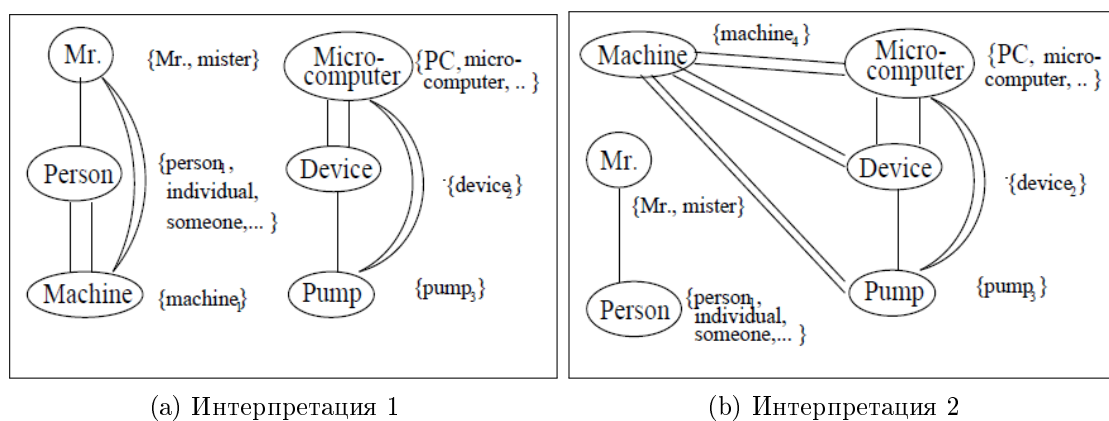 Mr.
{Mr., mister}
Person
{person₁,
individual,
someone,... }
Machine
{machine₁}
Micro-
computer
{PC, micro-
computer, .. }
Device
{device₂}
Pump
{pump₃}
(a) Интерпретация 1
Machine
{machine₄}
Micro-
computer
{PC, micro-
computer, .. }
Mr.
{Mr., mister}
Device
{device₂}
Person
{person₁,
individual,
someone,... }
Pump
{pump₃}
(b) Интерпретация 2